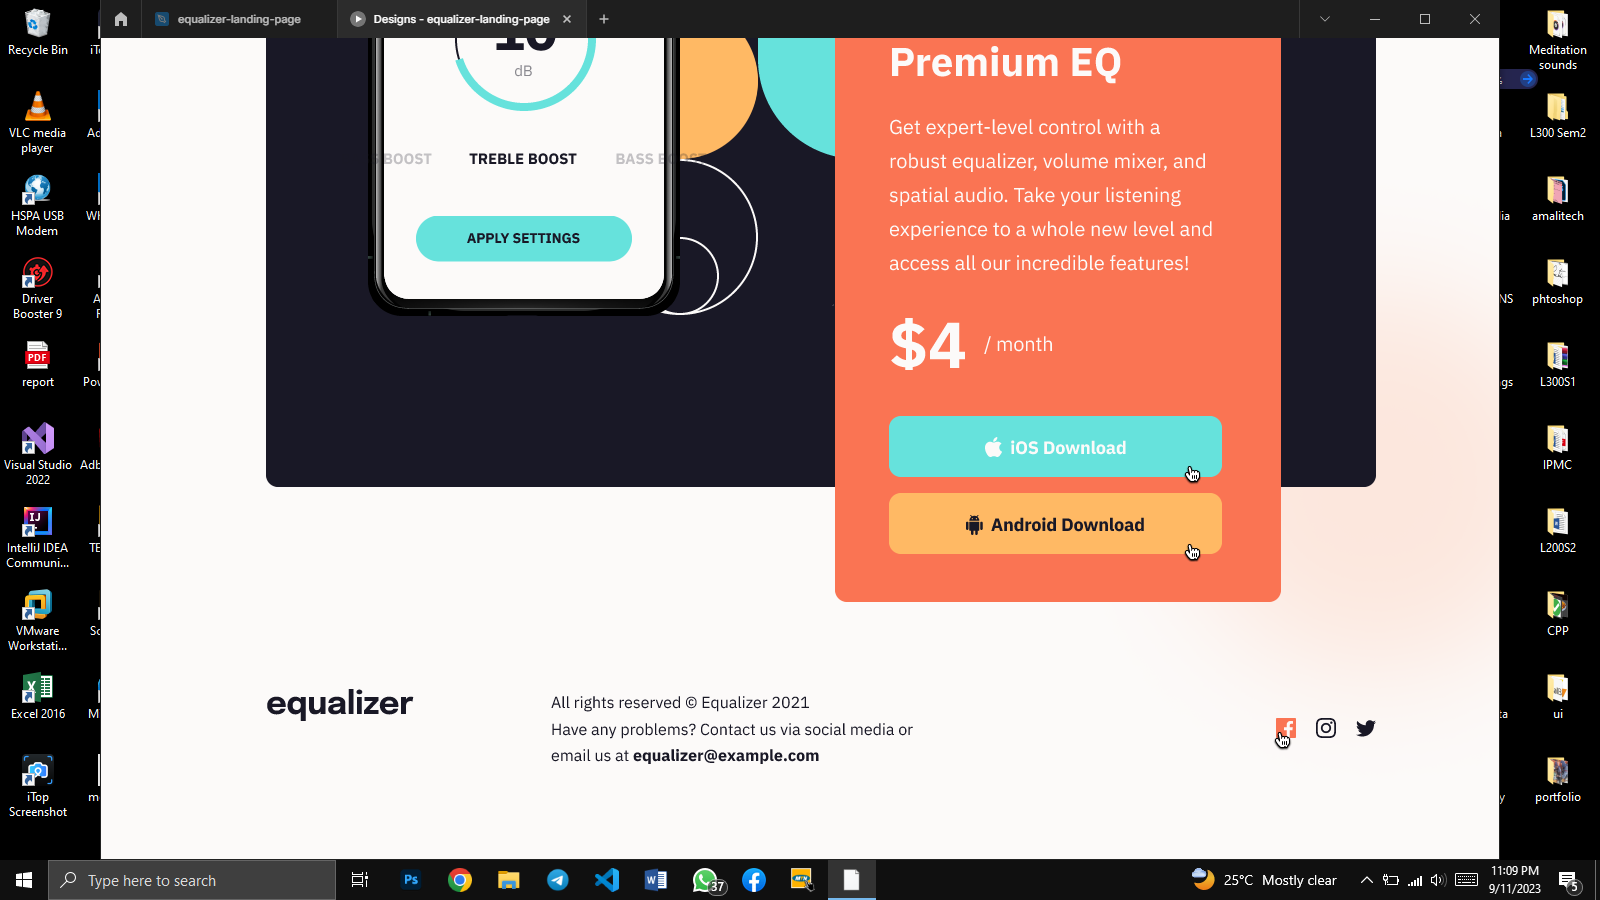 equalizer-landing-page
Designs - equalizer-landing-page
Recycle Bin
VLC media
player
HSPA USB
Modem
Driver
Booster 9
report
Visual Studio
2022
IntelliJ IDEA
Communi...
VMware
Workstati...
Excel 2016
iTop
Screenshot
dB
BOOST
TREBLE BOOST
BASS
APPLY SETTINGS
Premium EQ
Get expert-level control with a
robust equalizer, volume mixer, and
spatial audio. Take your listening
experience to a whole new level and
access all our incredible features!
$4 / month
iOS Download
Android Download
equalizer
All rights reserved © Equalizer 2021
Have any problems? Contact us via social media or
email us at equalizer@example.com
Meditation
sounds
L300 Sem2
amalitech
phtoshop
L300S1
IPMC
L200S2
CPP
ui
portfolio
Type here to search
Ps
37
25°C Mostly clear
11:09 PM
9/11/2023
5